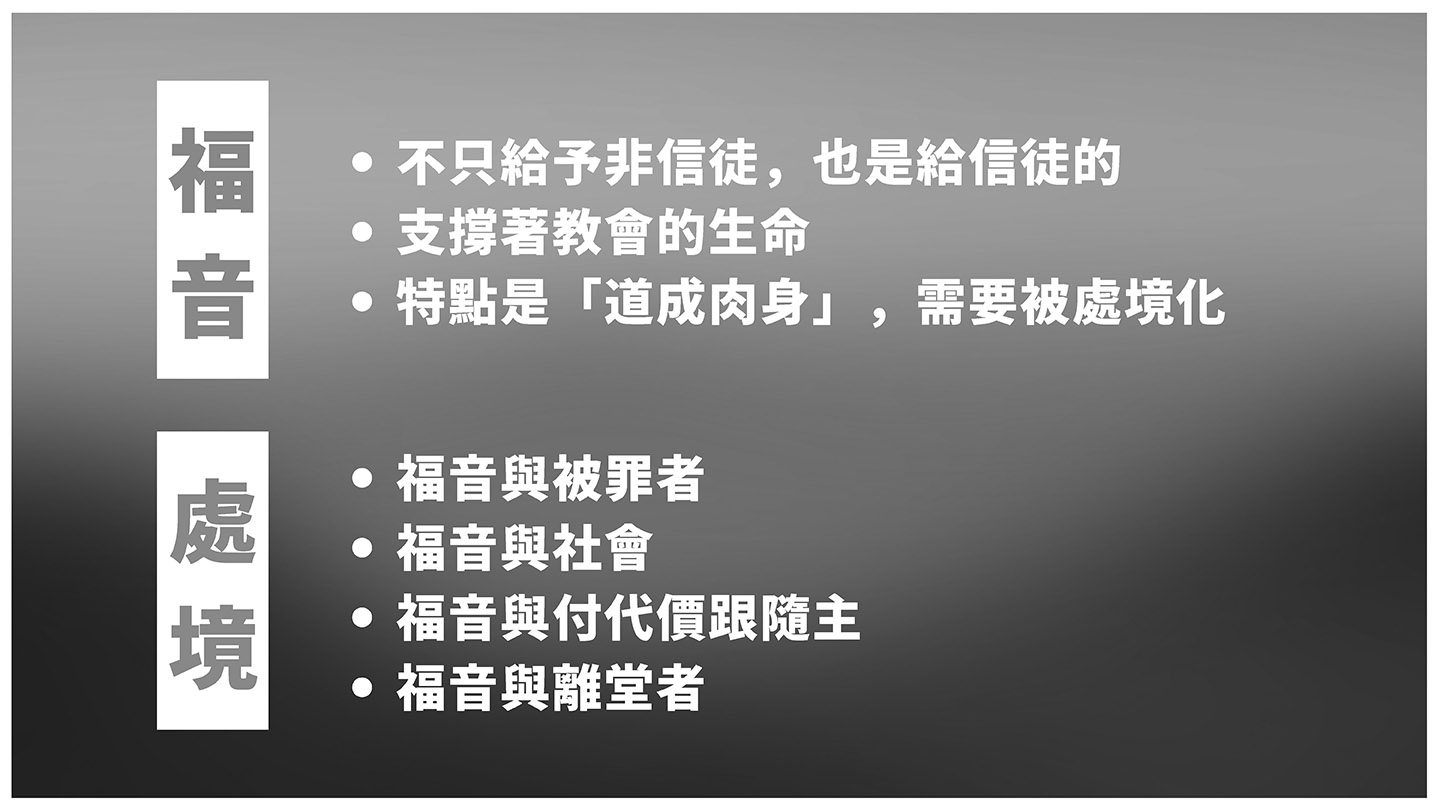 福音
不只給予非信徒，也是給信徒的
支撐著教會的生命
特點是「道成肉身」，需要被處境化
處境
福音與被罪者
福音與社會
福音與付代價跟隨主
福音與離堂者